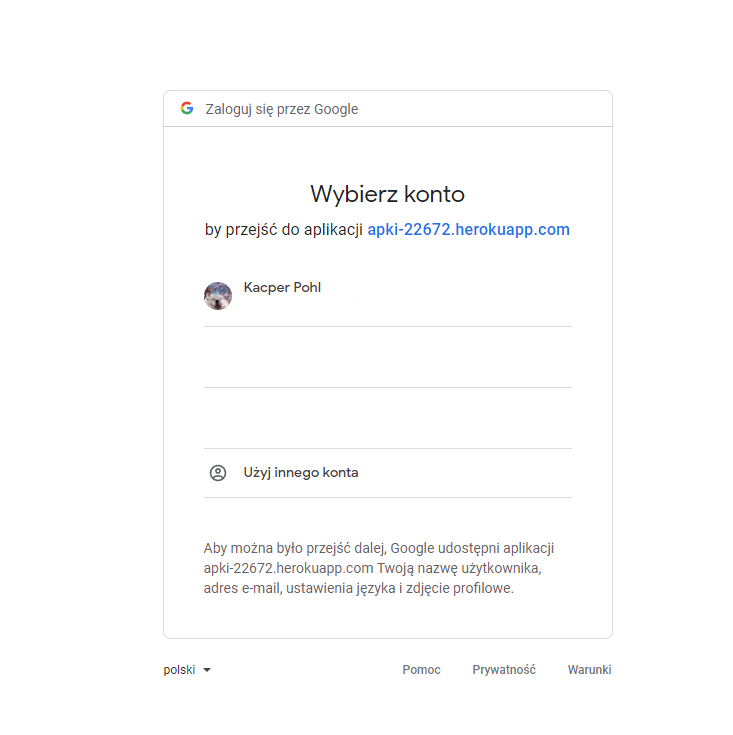 Zaloguj się przez Google
Wybierz konto
by przejść do aplikacji apki-22672.herokuapp.com
Kacper Pohl
Użyj innego konta
Aby można było przejść dalej, Google udostępni aplikacji
apki-22672.herokuapp.com Twoją nazwę użytkownika,
adres e-mail, ustawienia języka i zdjęcie profilowe.
polski Pomoc Prywatność Warunki